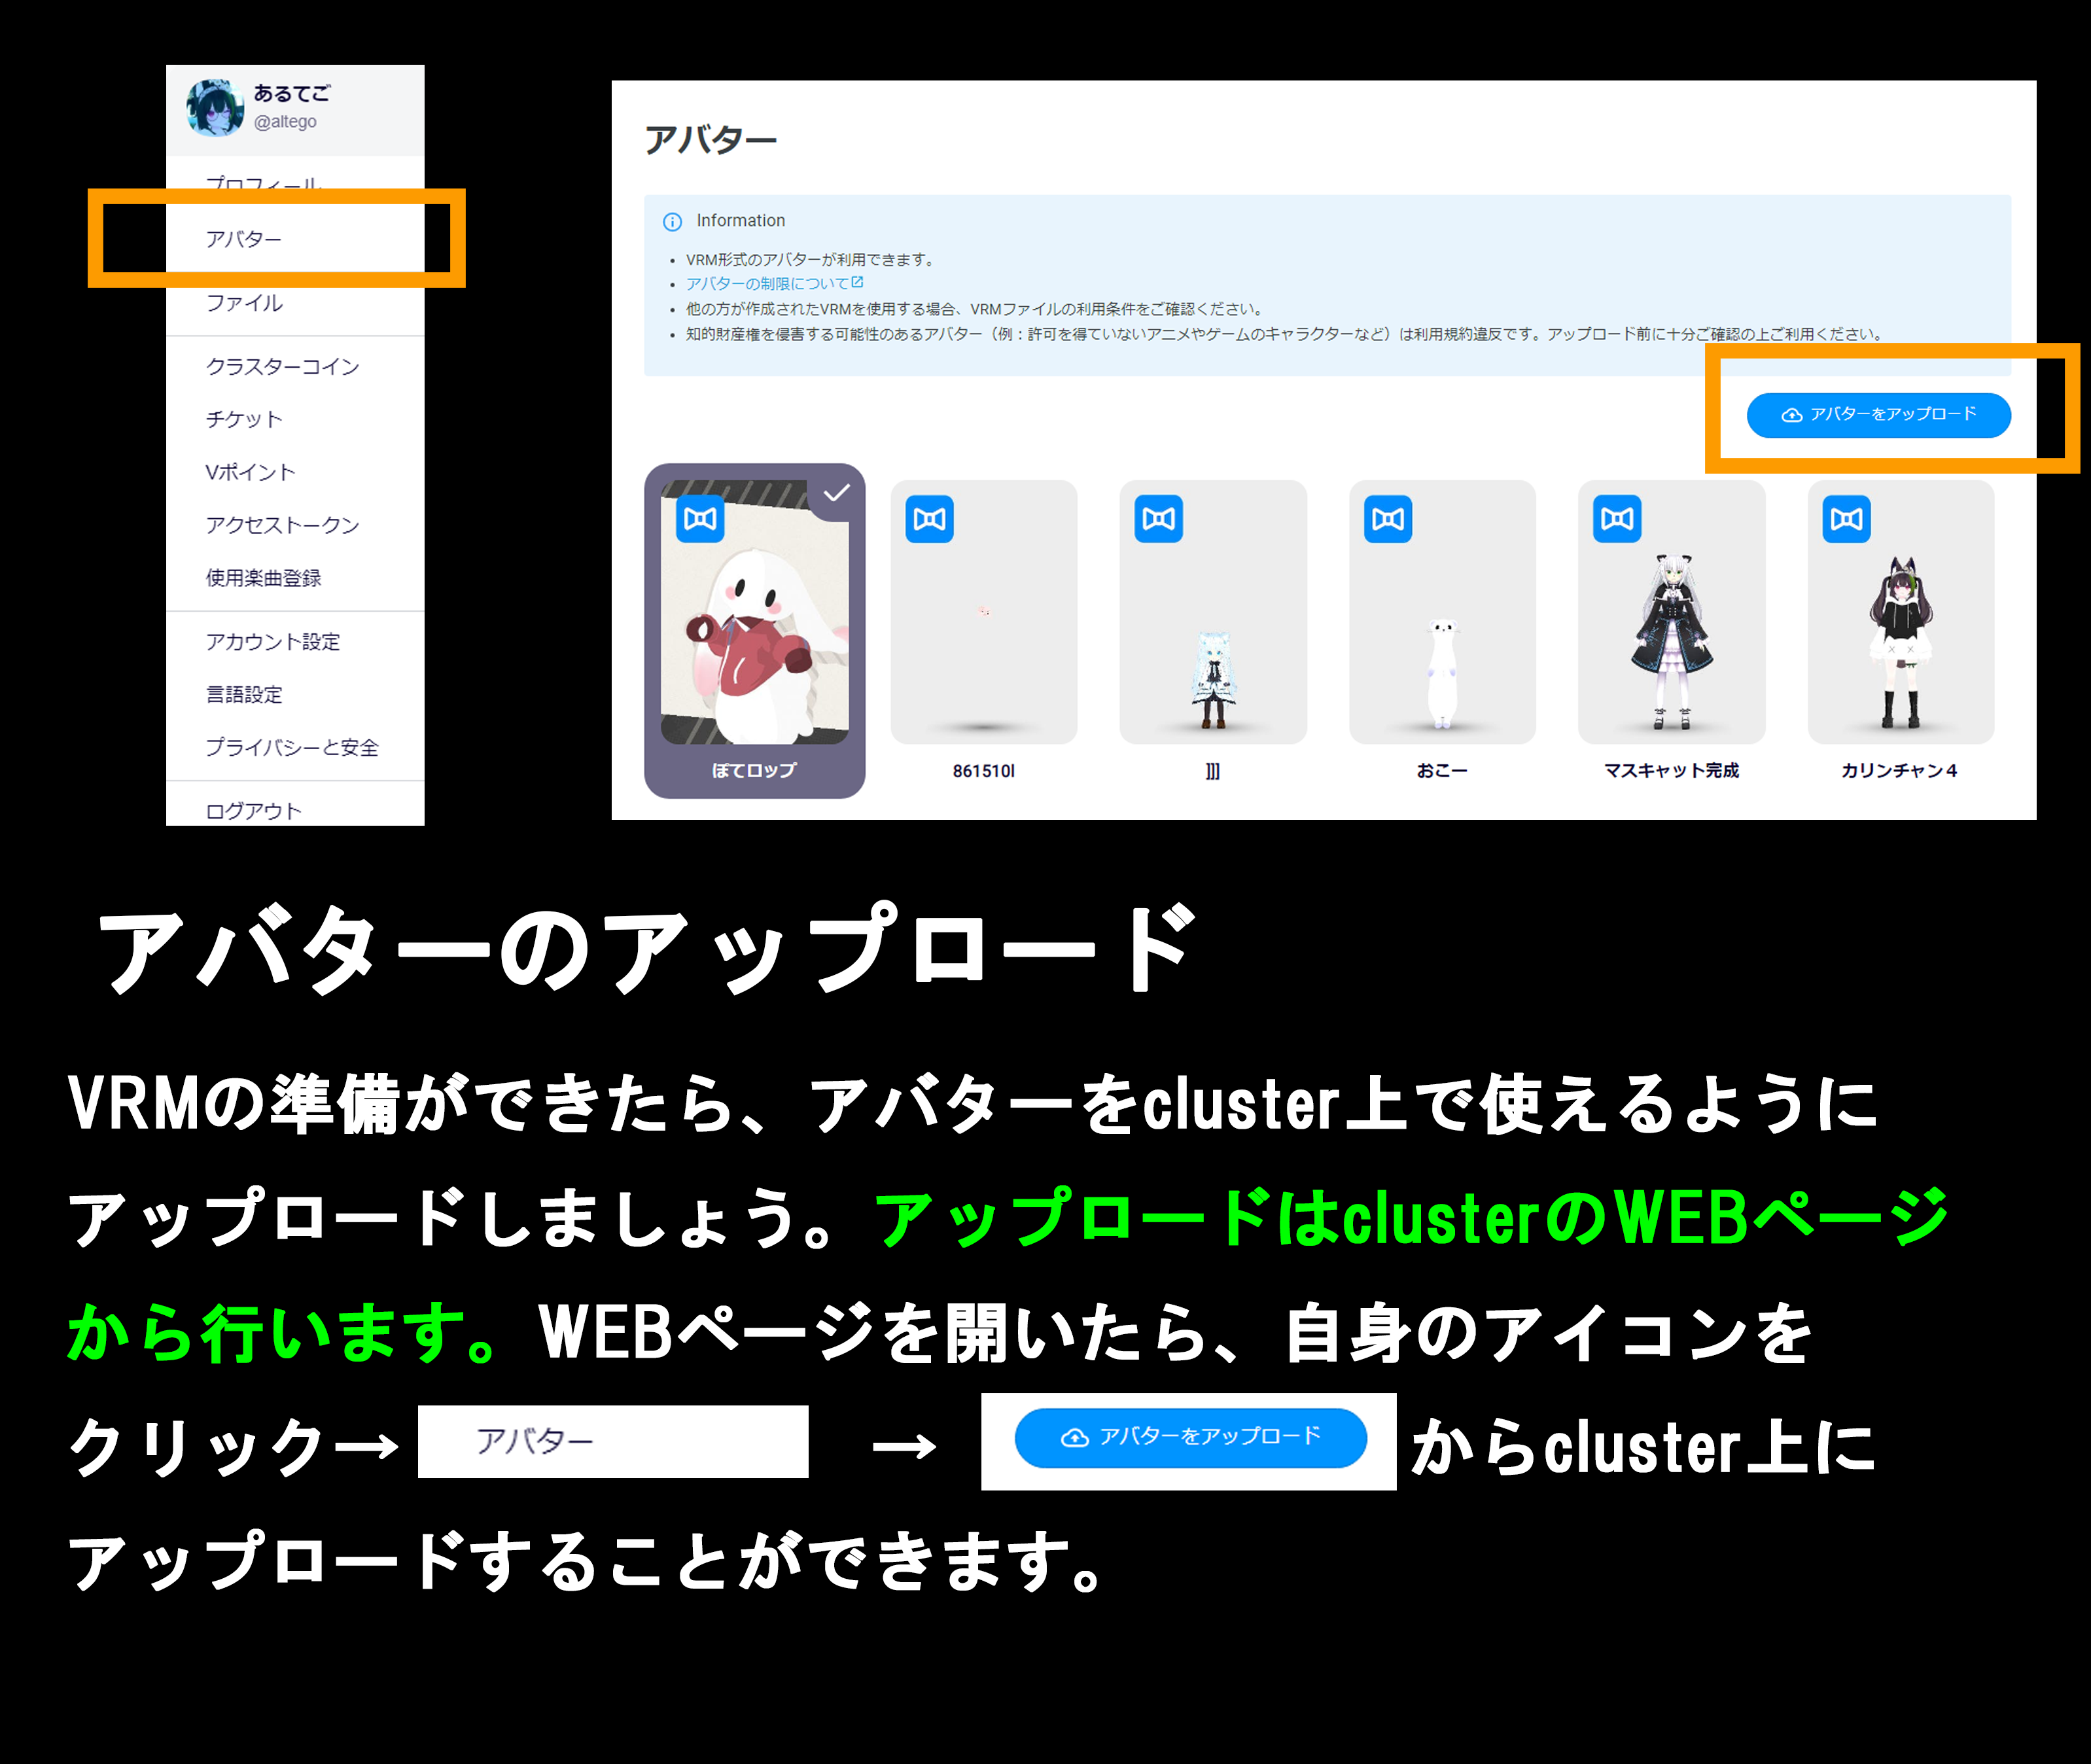 あるてご
@altego
プロフィール
アバター
ファイル
クラスターコイン
チケット
Vポイント
アクセストークン
使用楽曲登録
アカウント設定
言語設定
プライバシーと安全
ログアウト
アバター
Information
• VRM形式のアバターが利用できます。
• アバターの制限について
• 他の方が作成されたVRMを使用する場合、VRMファイルの利用条件をご確認ください。
• 知的財産権を侵害する可能性のあるアバター（例：許可を得ていないアニメやゲームのキャラクターなど）は利用規約違反です。アップロード前に十分ご確認の上ご利用ください。
アバターをアップロード
ぽてロップ
861510l
]]]
おこー
マスキャット完成
カリンチャン４
アバターのアップロード
VRMの準備ができたら、アバターをcluster上で使えるように
アップロードしましょう。アップロードはclusterのWEBページ
から行います。WEBページを開いたら、自身のアイコンを
クリック→ アバター → アバターをアップロード からcluster上に
アップロードすることができます。